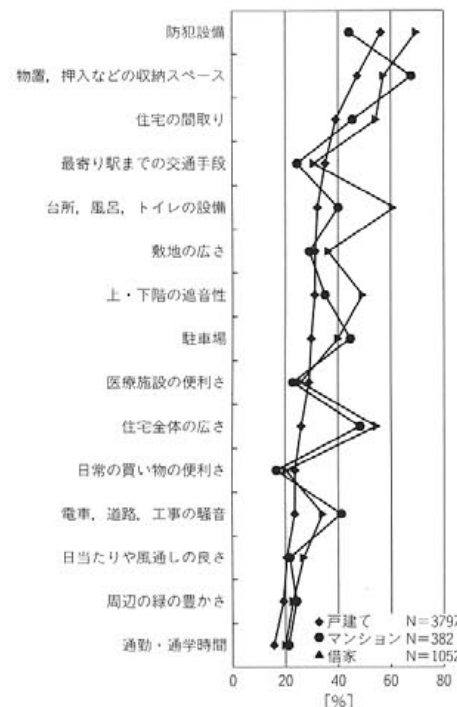 防犯設備
物置，押入などの収納スペース
住宅の間取り
最寄り駅までの交通手段
台所，風呂，トイレの設備
敷地の広さ
上・下階の遮音性
駐車場
医療施設の便利さ
住宅全体の広さ
日常の買い物の便利さ
電車，道路，工事の騒音
日当たりや風通しの良さ
周辺の緑の豊かさ
通勤・通学時間
◆戸建て N＝3797
●マンション N＝382
▲借家 N＝1052
0 20 40 60 80
[%]